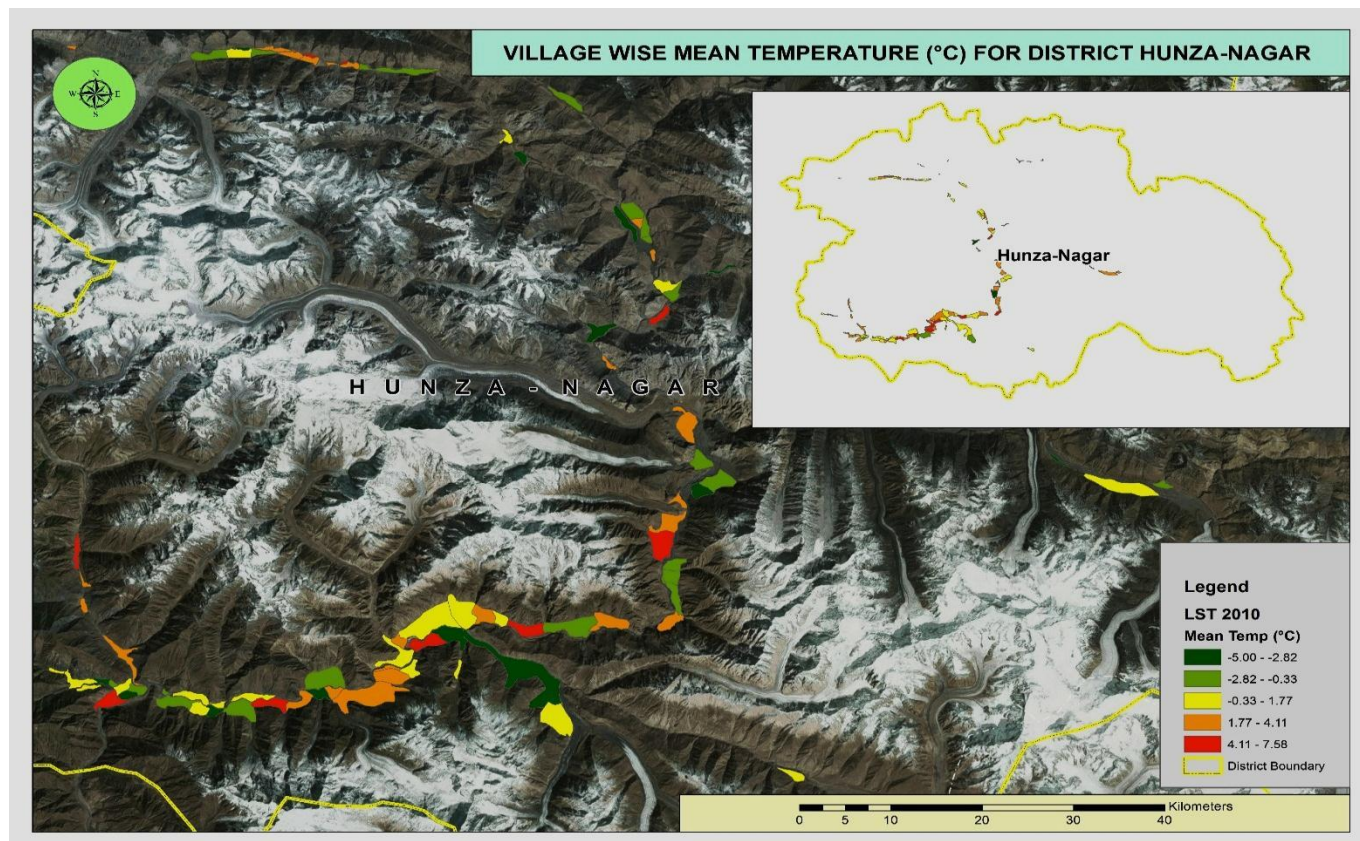 VILLAGE WISE MEAN TEMPERATURE (°C) FOR DISTRICT HUNZA-NAGAR
N
W E
S
Hunza-Nagar
HUNZA-NAGAR
Legend
LST 2010
Mean Temp (°C)
-5.00 - -2.82
-2.82 - -0.33
-0.33 - 1.77
1.77 - 4.11
4.11 - 7.58
District Boundary
Kilometers
0 5 10 20 30 40